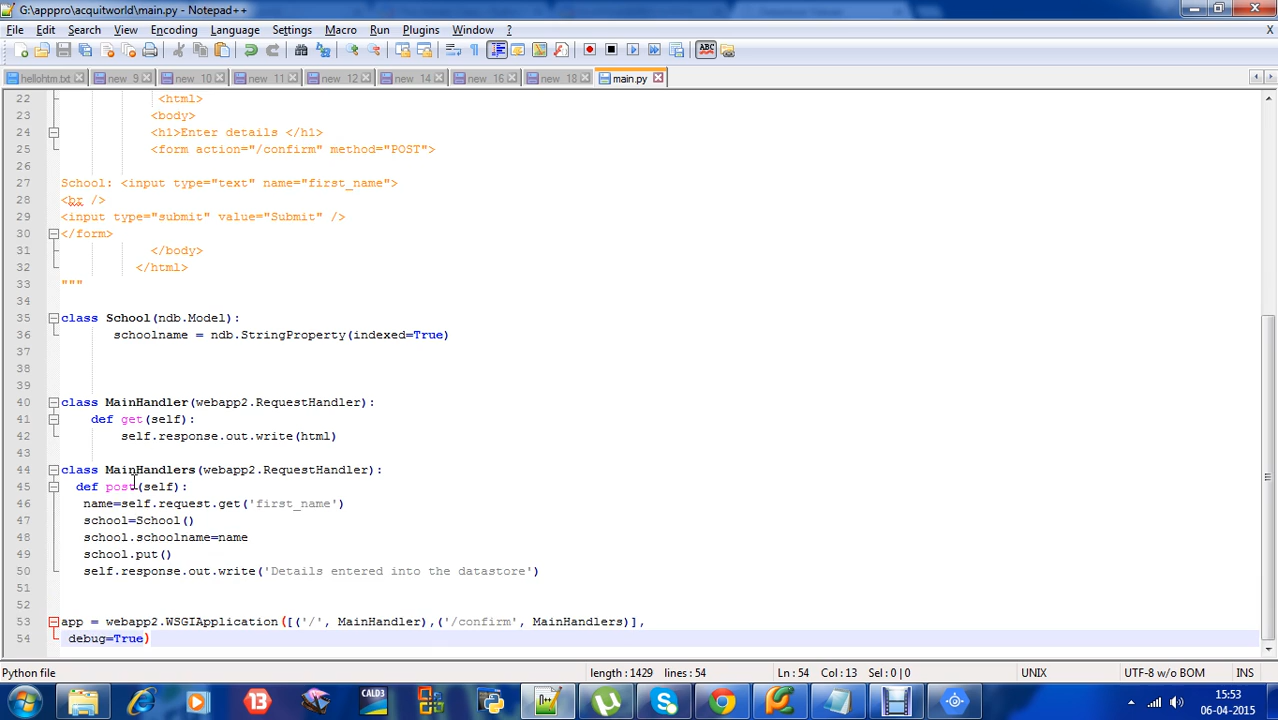 G:\apppro\acquitworld\main.py - Notepad++
File Edit Search View Encoding Language Settings Macro Run Plugins Window ? X
hellohtm.txt new 9 new 10 new 11 new 12 new 14 new 16 new 18 main.py
22 <html>
23 <body>
24 <h1>Enter details </h1>
25 <form action="/confirm" method="POST">
26
27 School: <input type="text" name="first_name">
28 <br />
29 <input type="submit" value="Submit" />
30 </form>
31 </body>
32 </html>
33 """
34
35 class School(ndb.Model):
36 schoolname = ndb.StringProperty(indexed=True)
37
38
39
40 class MainHandler(webapp2.RequestHandler):
41 def get(self):
42 self.response.out.write(html)
43
44 class MainHandlers(webapp2.RequestHandler):
45 def post(self):
46 name=self.request.get('first_name')
47 school=School()
48 school.schoolname=name
49 school.put()
50 self.response.out.write('Details entered into the datastore')
51
52
53 app = webapp2.WSGIApplication([('/', MainHandler),('/confirm', MainHandlers)],
54 debug=True)
Python file length : 1429 lines : 54 Ln : 54 Col : 13 Sel : 0 | 0 UNIX UTF-8 w/o BOM INS
15:53
06-04-2015